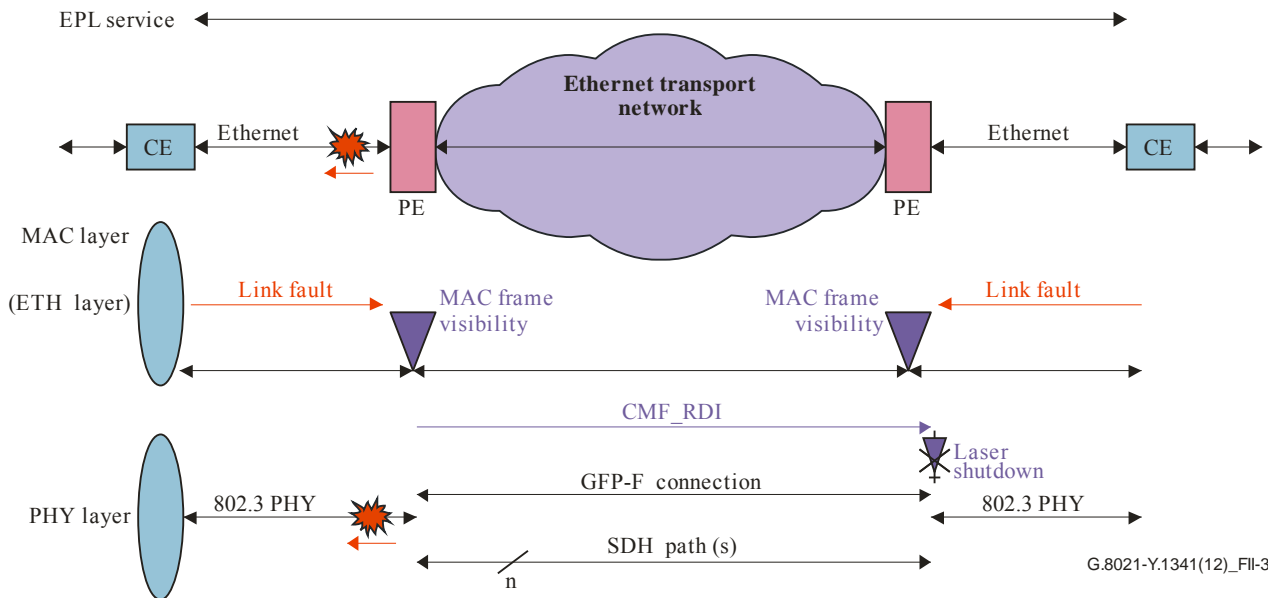 EPL service
Ethernet transport
network
CE
Ethernet
PE
PE
Ethernet
CE
MAC layer
(ETH layer)
Link fault
MAC frame
visibility
MAC frame
visibility
Link fault
CMF_RDI
Laser
shutdown
GFP-F connection
PHY layer
802.3 PHY
802.3 PHY
SDH path (s)
n
G.8021-Y.1341(12)_FII-3